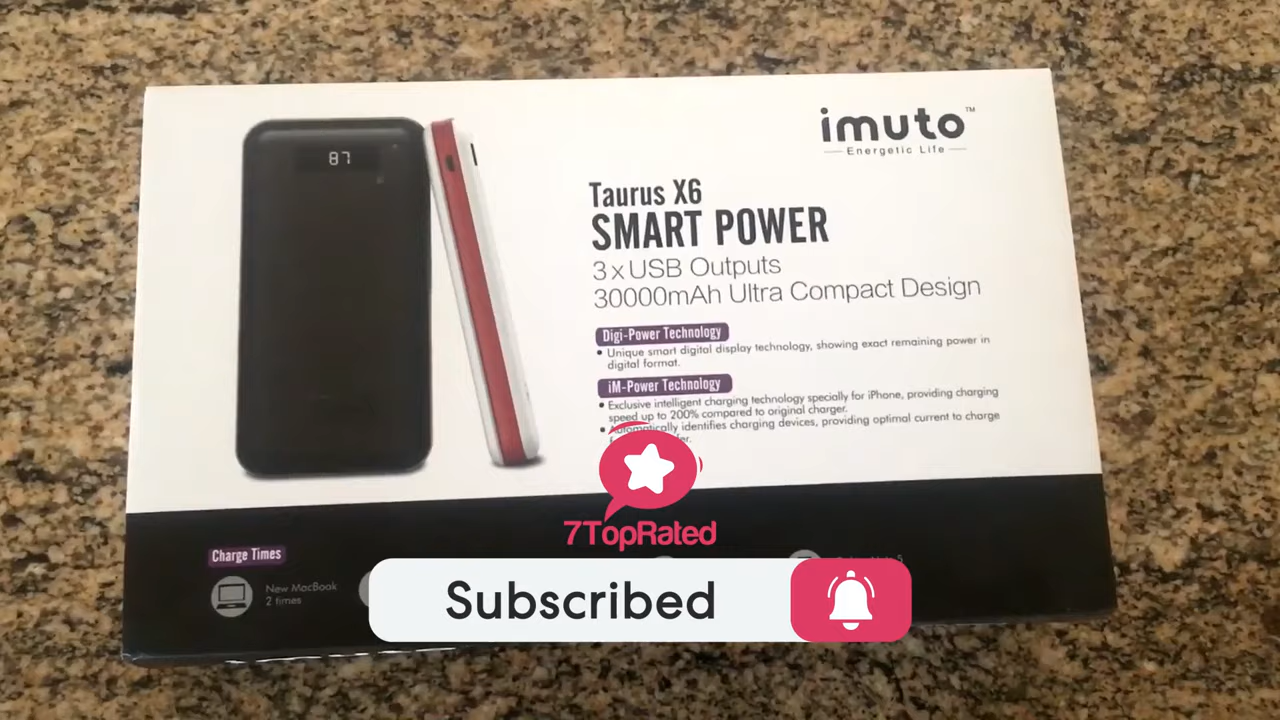 87
imuto™
Energetic Life
Taurus X6
SMART POWER
3xUSB Outputs
30000mAh Ultra Compact Design
Digi-Power Technology
• Unique smart digital display technology, showing exact remaining power in
digital format.
iM-Power Technology
• Exclusive intelligent charging technology specially for iPhone, providing charging
speed up to 200% compared to original charger.
• Automatically identifies charging devices, providing optimal current to charge
7TopRated
Charge Times
New MacBook
2 times
Subscribed